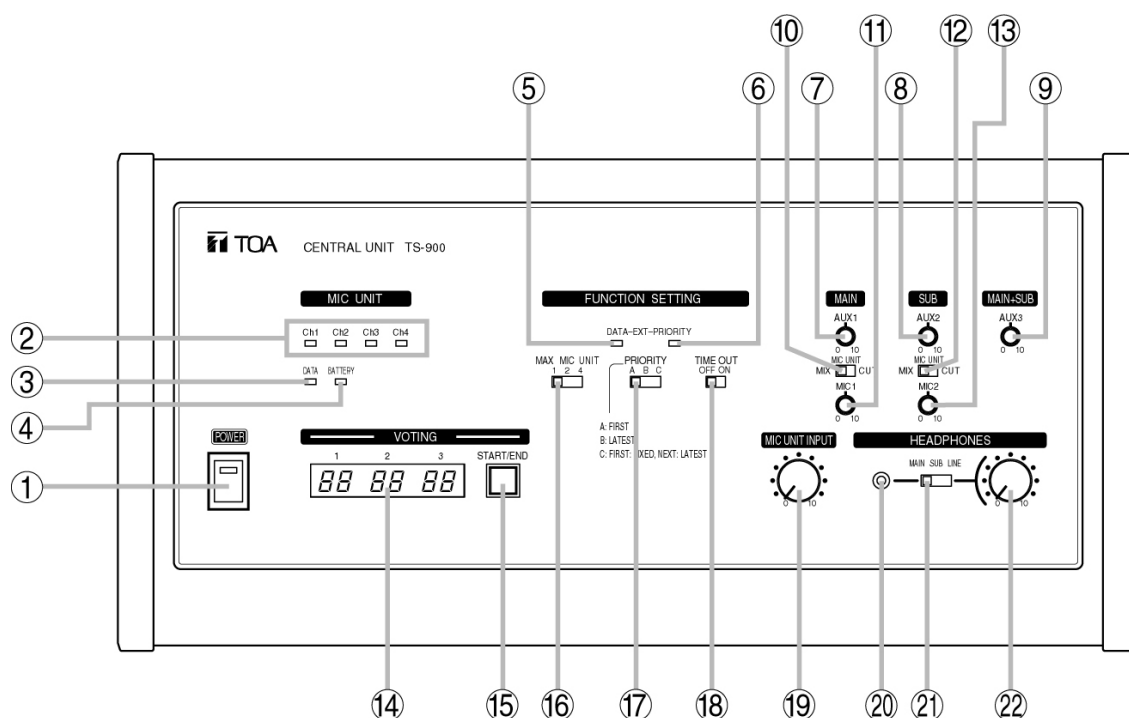 ⑩ ⑪ ⑫ ⑬
⑤ ⑥ ⑦ ⑧ ⑨
TOA CENTRAL UNIT TS-900
MIC UNIT
FUNCTION SETTING
MAIN SUB MAIN+SUB
AUX1 AUX2 AUX3
0 10 0 10 0 10
②
Ch1 Ch2 Ch3 Ch4
DATA-EXT-PRIORITY
MIC UNIT MIC UNIT
MIX CUT MIX CUT
③
DATA BATTERY
MAX MIC UNIT
1 2 4
PRIORITY
A B C
TIME OUT
OFF ON
MIC1 MIC2
0 10 0 10
④
A: FIRST
B: LATEST
C: FIRST: FIXED, NEXT: LATEST
POWER
VOTING
1 2 3
START/END
88 88 88
①
MIC UNIT INPUT
0 10
HEADPHONES
MAIN SUB LINE
0 10
⑭ ⑮ ⑯ ⑰ ⑱ ⑲ ⑳ ㉑ ㉒